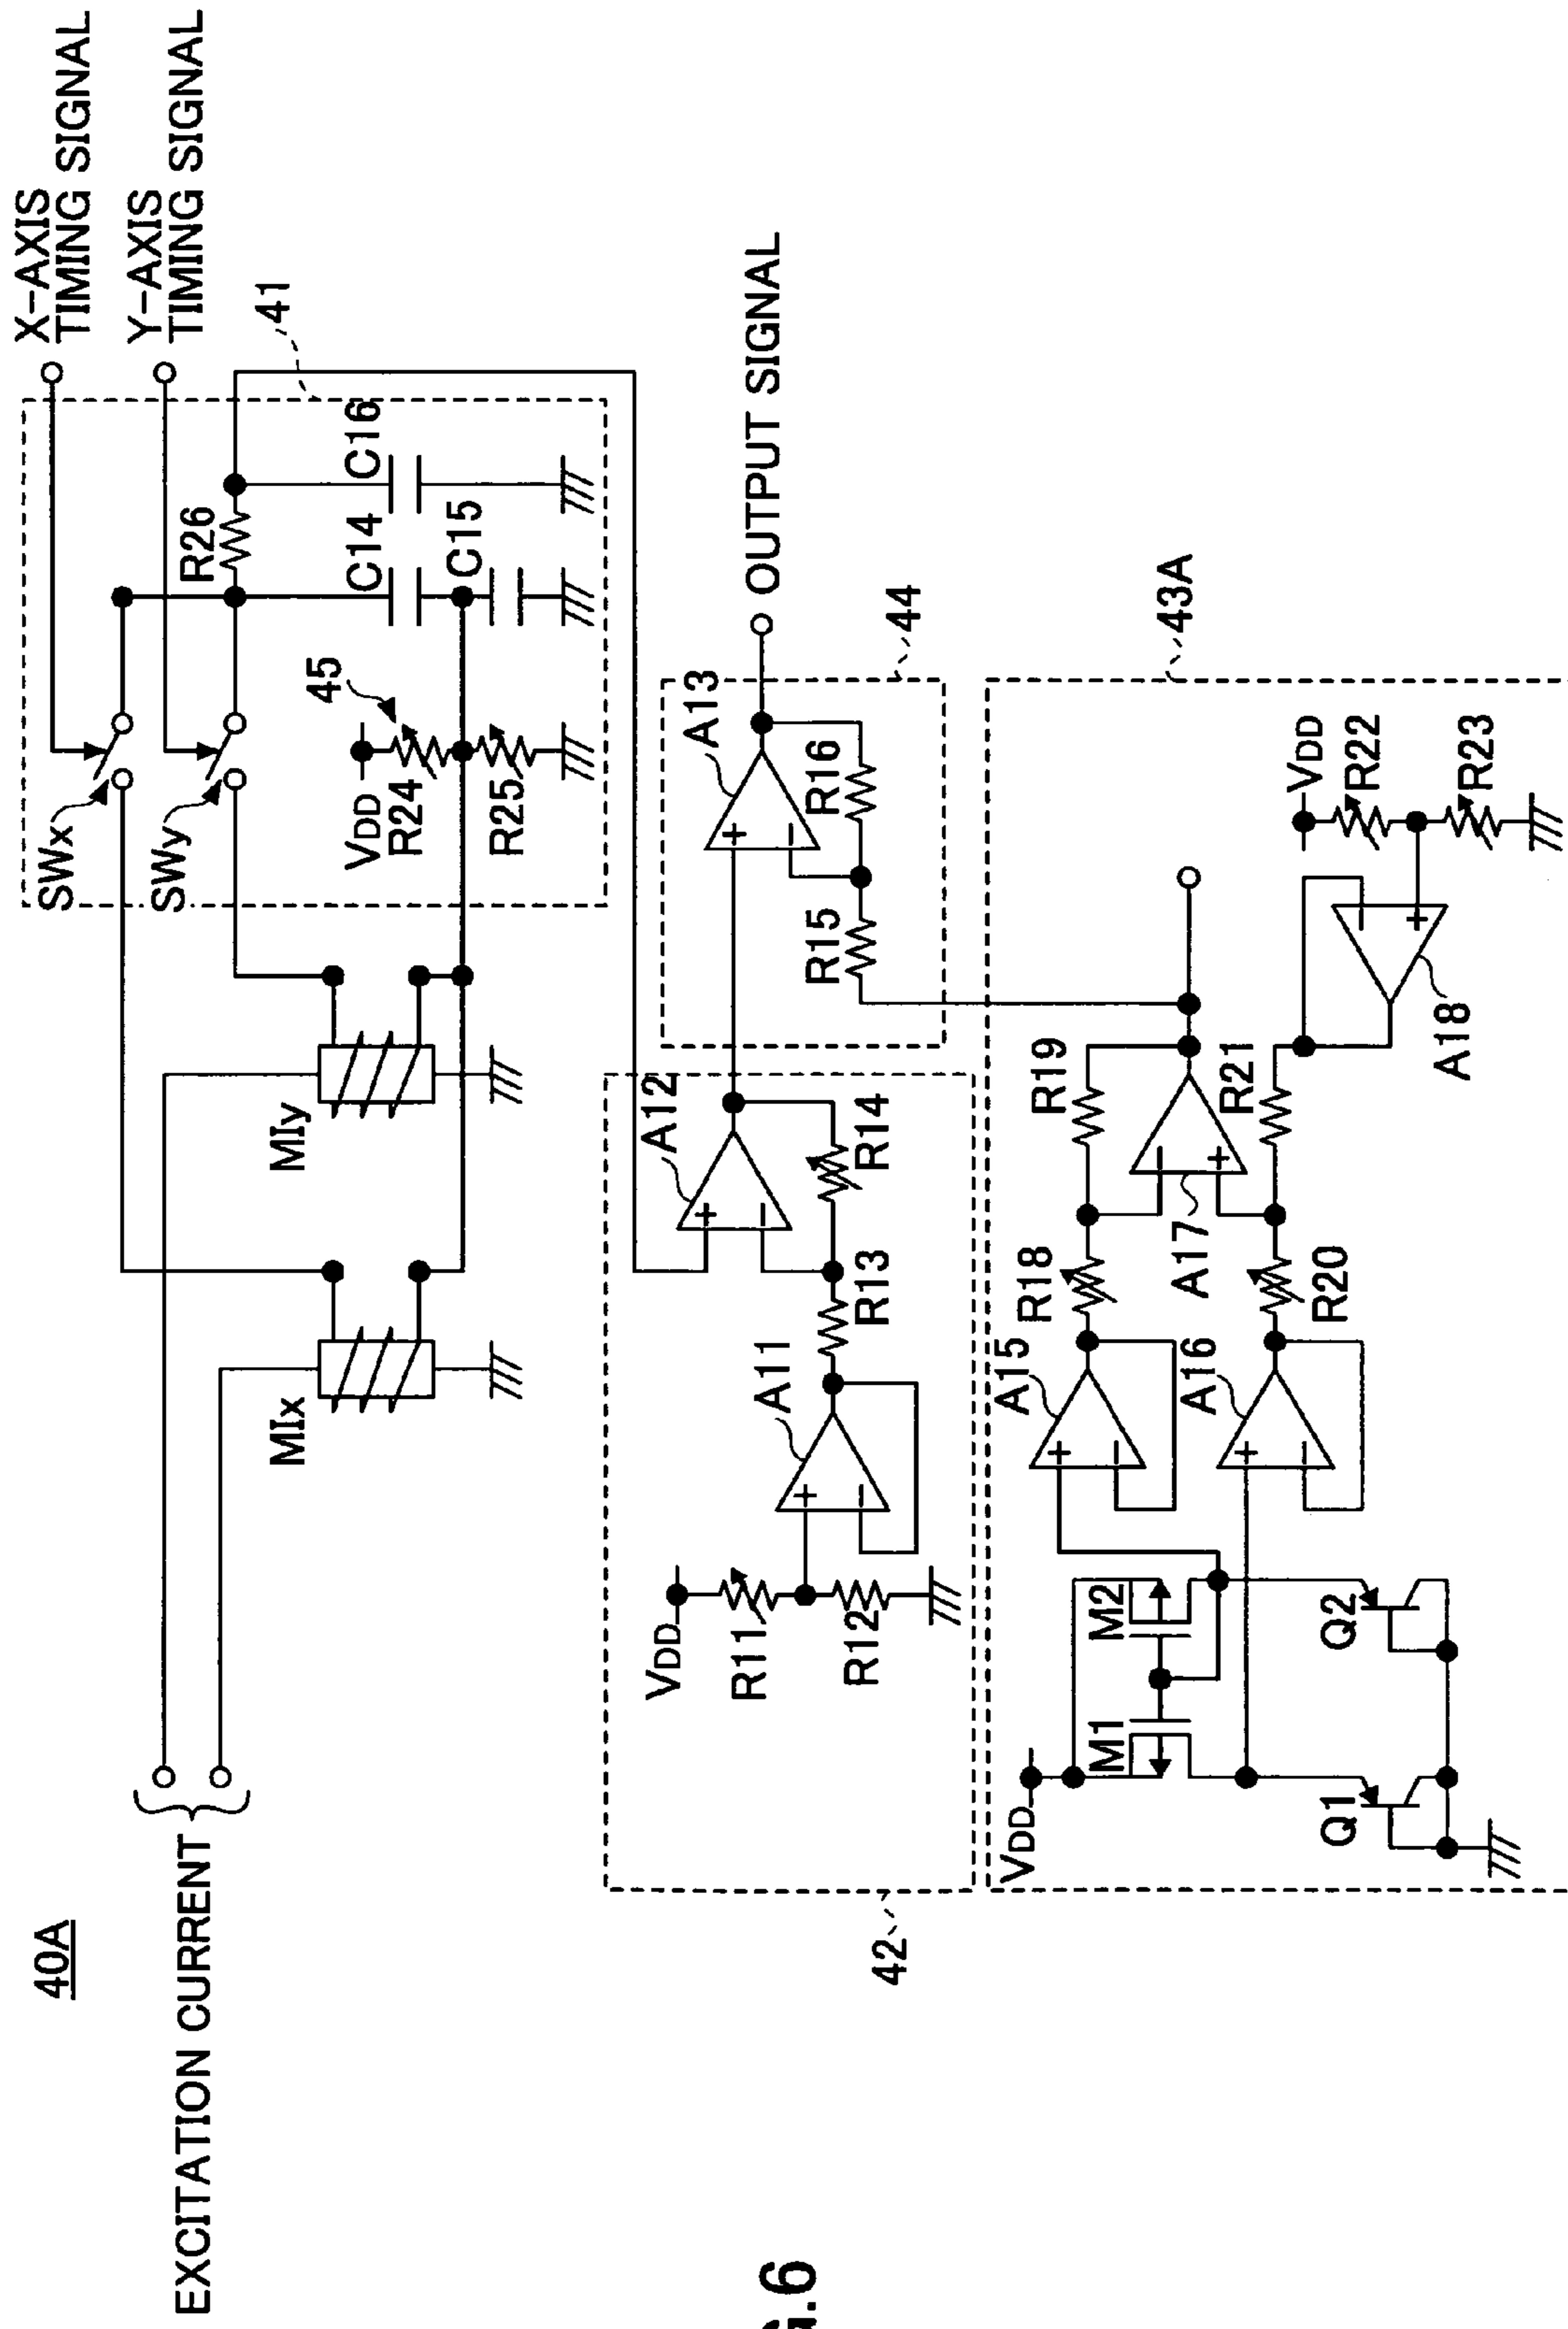 40A
EXCITATION CURRENT
X-AXIS
TIMING SIGNAL
Y-AXIS
TIMING SIGNAL
41
SWx
SWy
R26
C16
C14
C15
45
VDD
R24
R25
MIx
MIy
42
VDD
R11
R12
A11
R13
A12
R14
44
A13
R15
R16
OUTPUT SIGNAL
43A
VDD
M1
M2
Q1
Q2
A15
A16
R18
R19
R20
R21
A17
A18
VDD
R22
R23
G.6